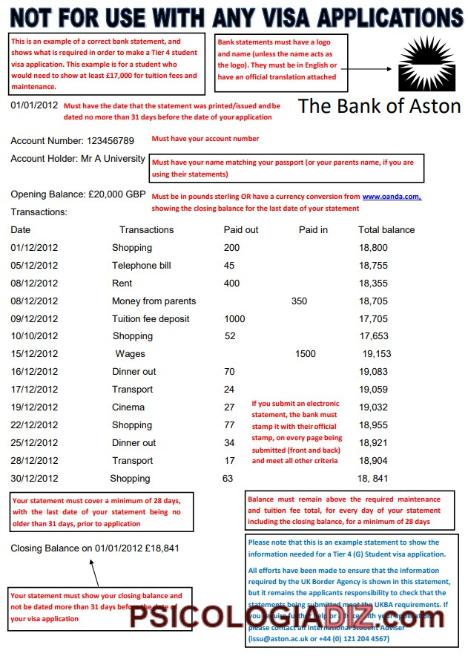 NOT FOR USE WITH ANY VISA APPLICATIONS
This is an example of a correct bank statement, and
shows what is required in order to make a Tier 4 student
visa application. This example is for a student who
would need to show at least £17,000 for tuition fees and
maintenance.
Bank statements must have a logo
and name (unless the name acts as
the logo). They must be in English or
have an official translation attached
01/01/2012 Must have the date that the statement was printed/issued and be
dated no more than 31 days before the date of your application
The Bank of Aston
Account Number: 123456789 Must have your account number
Account Holder: Mr A University
Must have your name matching your passport (or your parents name, if you are
using their statements)
Opening Balance: £20,000 GBP Must be in pounds sterling OR have a currency conversion from www.oanda.com,
showing the closing balance for the last date of your statement
Transactions:
Date Transactions Paid out Paid in Total balance
01/12/2012 Shopping 200 18,800
05/12/2012 Telephone bill 45 18,755
08/12/2012 Rent 400 18,355
08/12/2012 Money from parents 350 18,705
09/12/2012 Tuition fee deposit 1000 17,705
10/10/2012 Shopping 52 17,653
15/12/2012 Wages 1500 19,153
16/12/2012 Dinner out 70 19,083
17/12/2012 Transport 24 19,059
19/12/2012 Cinema 27 19,032
22/12/2012 Shopping 77 18,955
25/12/2012 Dinner out 34 18,921
28/12/2012 Transport 17 18,904
30/12/2012 Shopping 63 18, 841
If you submit an electronic
statement, the bank must
stamp it with their official
stamp, on every page being
submitted (front and back)
and meet all other criteria
Your statement must cover a minimum of 28 days,
with the last date of your statement being no
older than 31 days, prior to application
Balance must remain above the required maintenance
and tuition fee total, for every day of your statement
including the closing balance, for a minimum of 28 days
Closing Balance on 01/01/2012 £18,841
Your statement must show your closing balance and
not be dated more than 31 days before the date of
your visa application
Please note that this is an example statement to show the
information needed for a Tier 4 (G) Student visa application.
All efforts have been made to ensure that the information
required by the UK Border Agency is shown in this statement,
but it remains the applicants responsibility to check that the
statements being submitted meet the UKBA requirements. If
please contact an International Student Adviser
(issu@aston.ac.uk or +44 (0) 121 204 4567)
PSICOLOGIADIZ.com